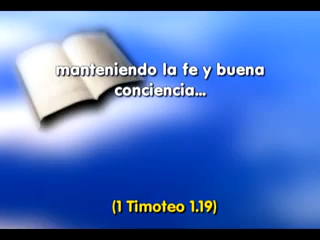 manteniendo la fe y buena
conciencia...
(1 Timoteo 1.19)